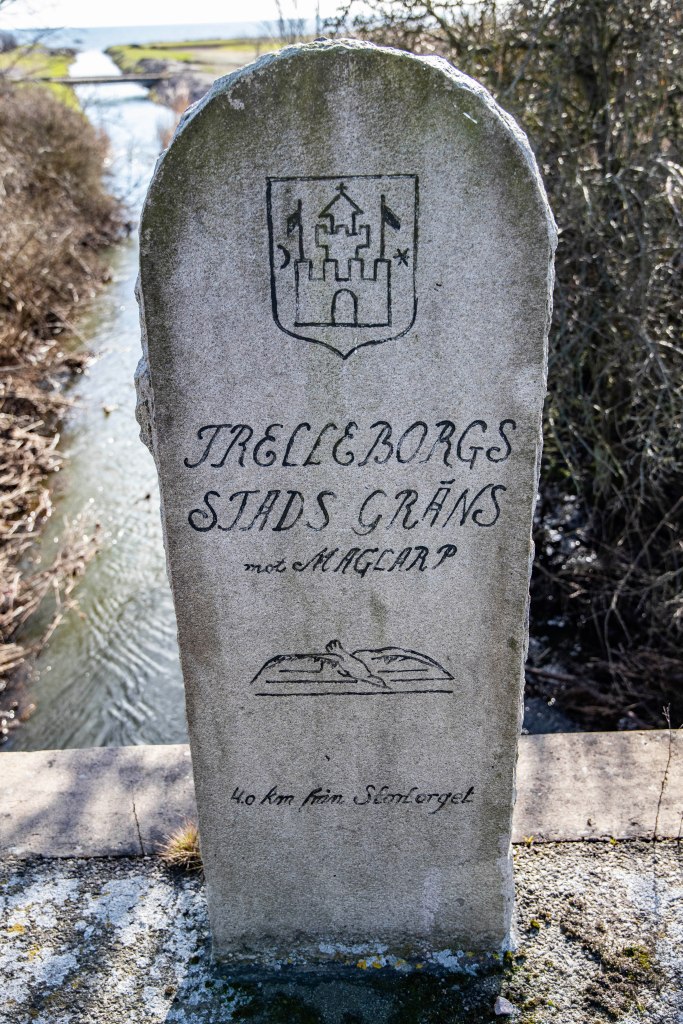 TRELLEBORGS
STADS GRÄNS
mot MAGLARP
4.0 km från Stortorget